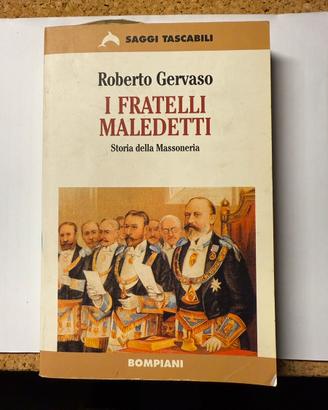 SAGGI TASCABILI
Roberto Gervaso
I FRATELLI
MALEDETTI
Storia della Massoneria
BOMPIANI